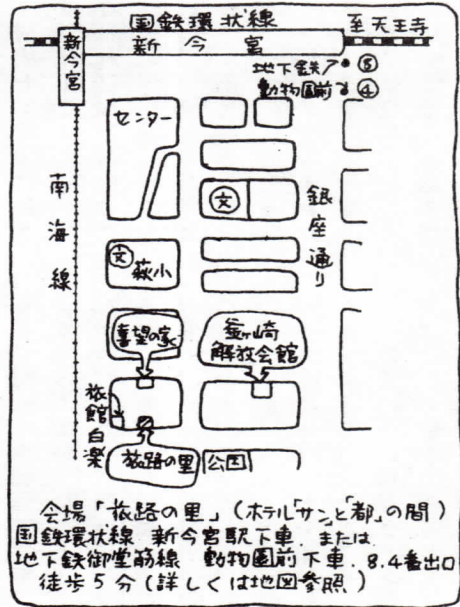 国鉄環状線
至天王寺
新今宮
新今宮
地下鉄 ⑧
動物園前 ④
センター
南海線
文
銀座通り
文 萩小
喜望の家
釜ヶ崎
解放会館
旅館白楽
旅路の里
公園
会場「旅路の里」(ホテル「サン」と「都」の間)
国鉄環状線 新今宮駅下車、または
地下鉄御堂筋線 動物園前下車、8.4番出口
徒歩5分(詳しくは地図参照)